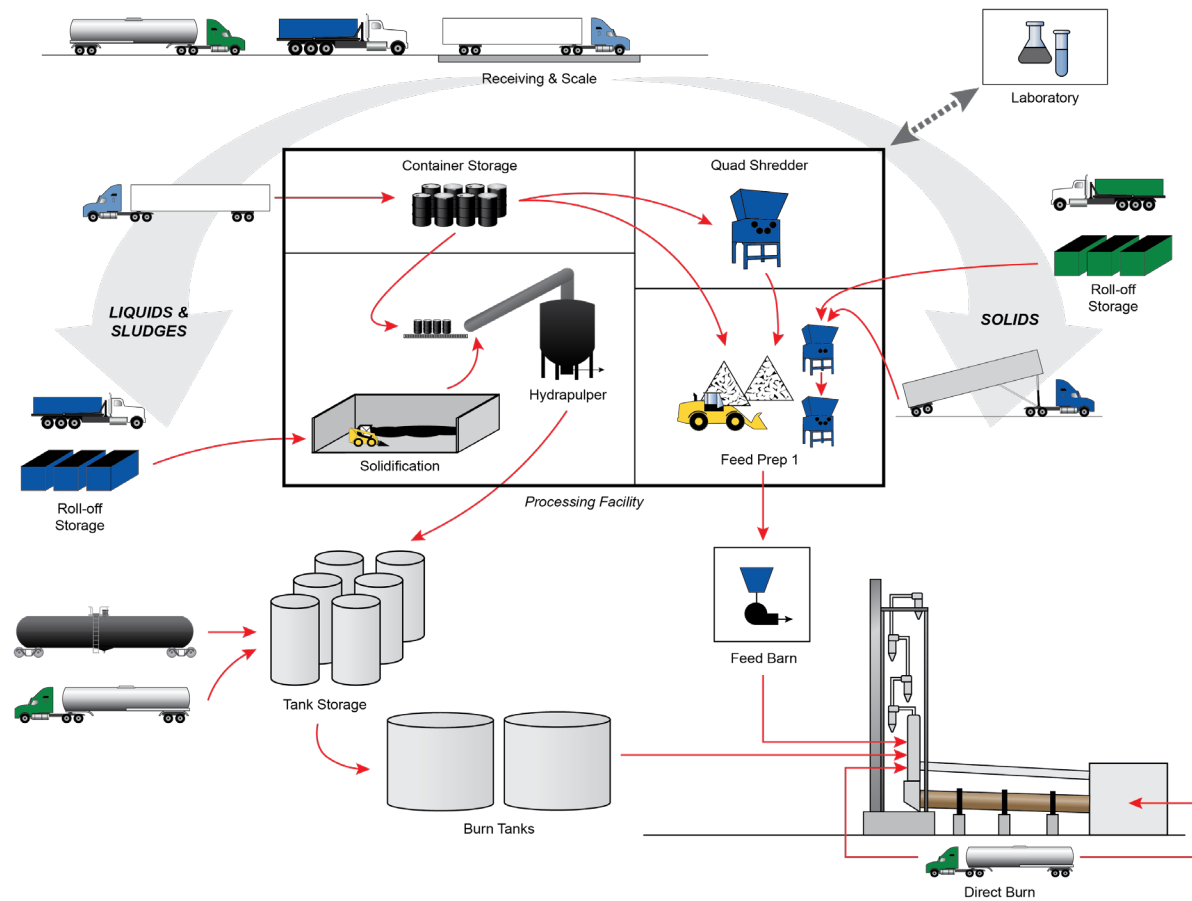 Receiving & Scale
Laboratory
Container Storage
Quad Shredder
LIQUIDS &
SLUDGES
SOLIDS
Roll-off
Storage
Hydrapulper
Solidification
Feed Prep 1
Processing Facility
Roll-off
Storage
Feed Barn
Tank Storage
Burn Tanks
Direct Burn